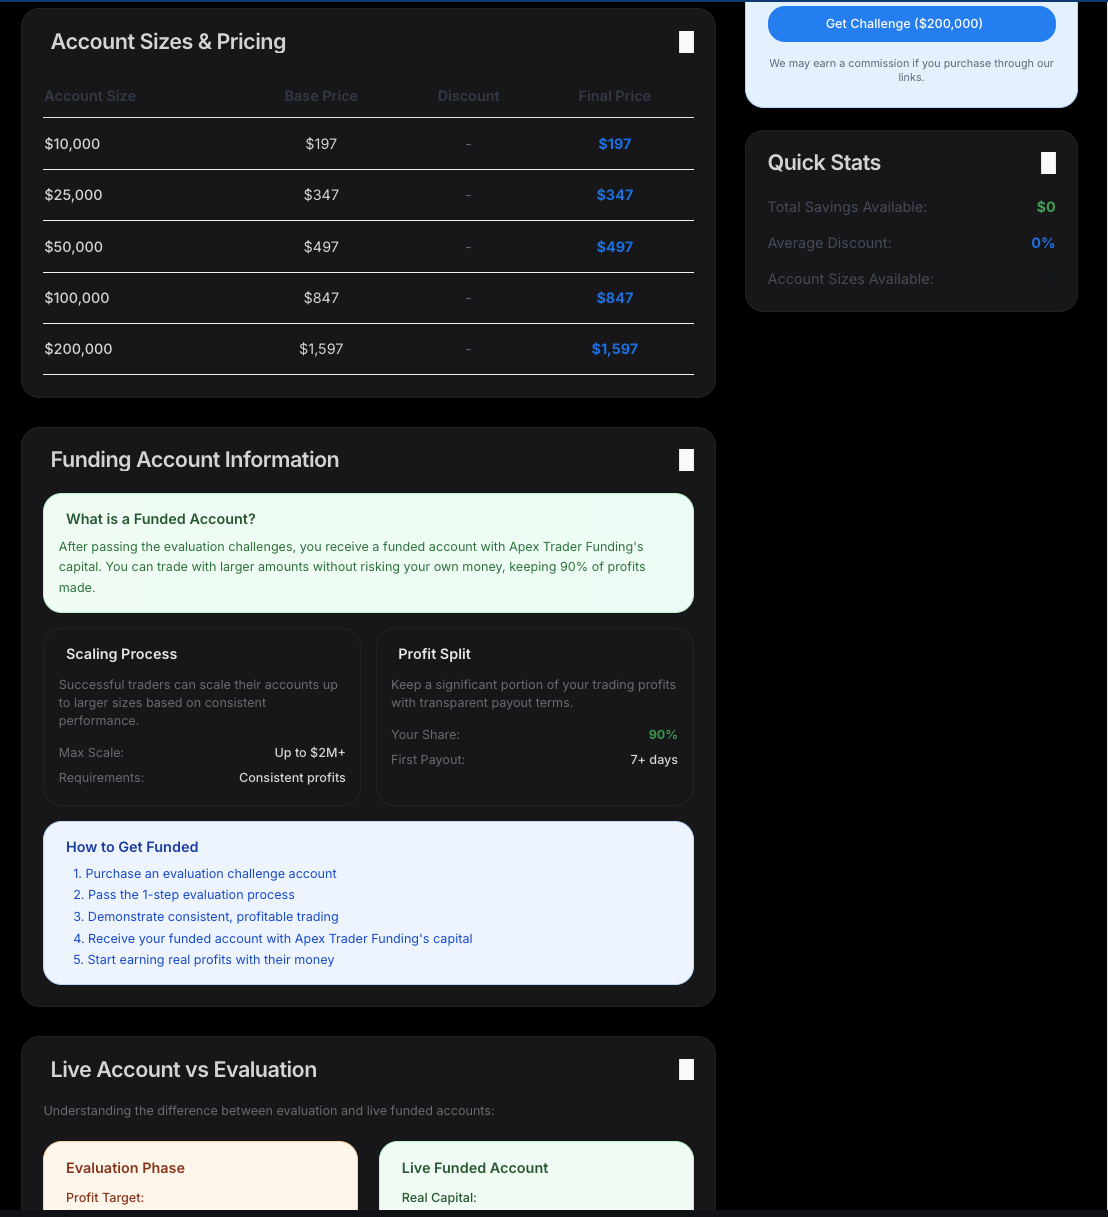 Account Sizes & Pricing
Account Size Base Price Discount Final Price
$10,000 $197 - $197
$25,000 $347 - $347
$50,000 $497 - $497
$100,000 $847 - $847
$200,000 $1,597 - $1,597
Funding Account Information
What is a Funded Account?
After passing the evaluation challenges, you receive a funded account with Apex Trader Funding's
capital. You can trade with larger amounts without risking your own money, keeping 90% of profits
made.
Scaling Process
Successful traders can scale their accounts up
to larger sizes based on consistent
performance.
Max Scale: Up to $2M+
Requirements: Consistent profits
Profit Split
Keep a significant portion of your trading profits
with transparent payout terms.
Your Share: 90%
First Payout: 7+ days
How to Get Funded
1. Purchase an evaluation challenge account
2. Pass the 1-step evaluation process
3. Demonstrate consistent, profitable trading
4. Receive your funded account with Apex Trader Funding's capital
5. Start earning real profits with their money
Live Account vs Evaluation
Understanding the difference between evaluation and live funded accounts:
Evaluation Phase
Profit Target:
Live Funded Account
Real Capital:
Get Challenge ($200,000)
We may earn a commission if you purchase through our
links.
Quick Stats
Total Savings Available: $0
Average Discount: 0%
Account Sizes Available: